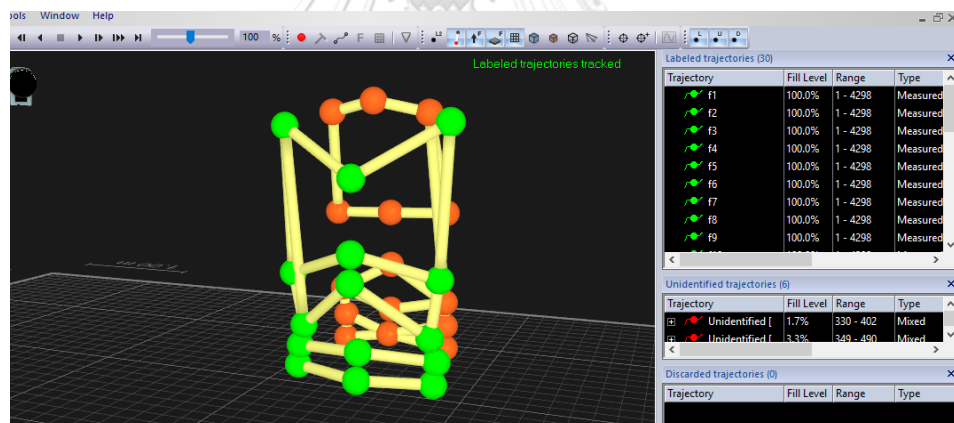 ools Window Help
100 % F L2 F F L U D
Labeled trajectories tracked
Labeled trajectories (30)
Trajectory Fill Level Range Type
f1 100.0% 1 - 4298 Measured
f2 100.0% 1 - 4298 Measured
f3 100.0% 1 - 4298 Measured
f4 100.0% 1 - 4298 Measured
f5 100.0% 1 - 4298 Measured
f6 100.0% 1 - 4298 Measured
f7 100.0% 1 - 4298 Measured
f8 100.0% 1 - 4298 Measured
f9 100.0% 1 - 4298 Measured
Unidentified trajectories (6)
Trajectory Fill Level Range Type
Unidentified [ 1.7% 330 - 402 Mixed
Unidentified [ 3.3% 349 - 490 Mixed
Discarded trajectories (0)
Trajectory Fill Level Range Type